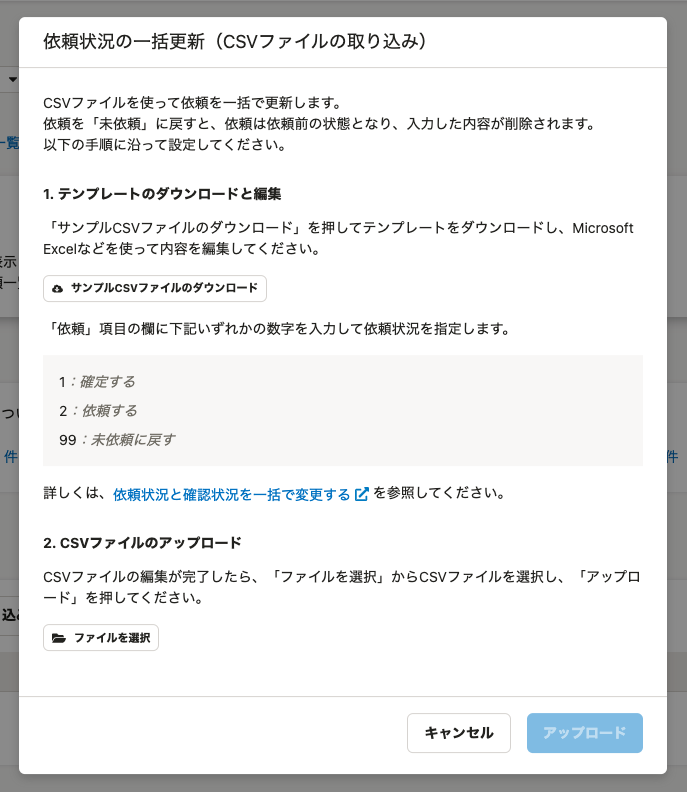 依頼状況の一括更新（CSVファイルの取り込み）
CSVファイルを使って依頼を一括で更新します。
依頼を「未依頼」に戻すと、依頼は依頼前の状態となり、入力した内容が削除されます。
以下の手順に沿って設定してください。
1. テンプレートのダウンロードと編集
「サンプルCSVファイルのダウンロード」を押してテンプレートをダウンロードし、Microsoft
Excelなどを使って内容を編集してください。
サンプルCSVファイルのダウンロード
「依頼」項目の欄に下記いずれかの数字を入力して依頼状況を指定します。
1：確定する
2：依頼する
99：未依頼に戻す
詳しくは、依頼状況と確認状況を一括で変更する を参照してください。
2. CSVファイルのアップロード
CSVファイルの編集が完了したら、「ファイルを選択」からCSVファイルを選択し、「アップロ
ード」を押してください。
ファイルを選択
キャンセル
アップロード
一覧
表示
つい
件
件